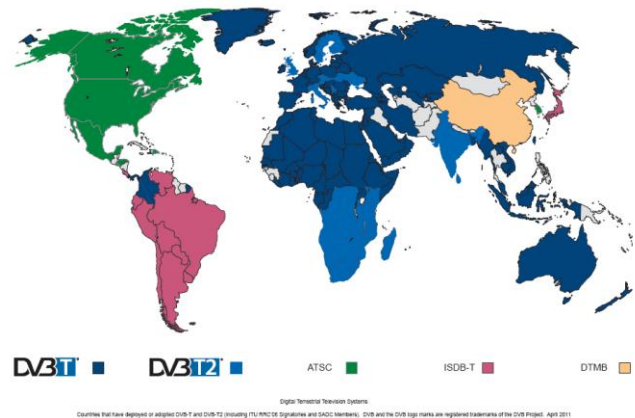 DVB T DVB T2 ATSC ISDB-T DTMB
Digital Terrestrial Television Systems
Countries that have deployed or adopted DVB-T and DVB-T2 (including ITU RRC'06 Signatories and SADC Members). DVB and the DVB logo marks are registered trademarks of the DVB Project. April 2011